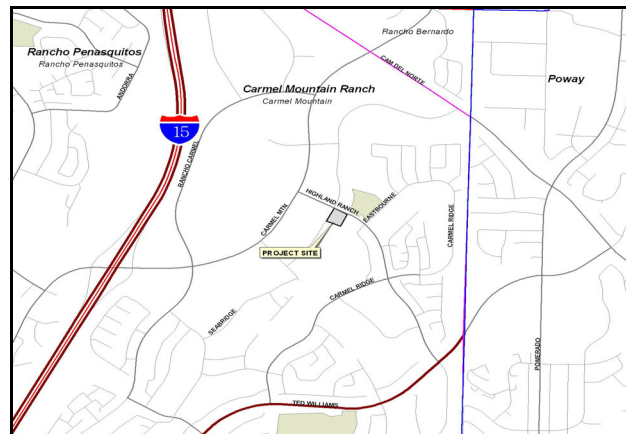 Rancho Bernardo
Rancho Penasquitos
Rancho Penasquitos
CAM DEL NORTE
ANDORRA
Carmel Mountain Ranch
Carmel Mountain
Poway
15
RANCHO CARMEL
HIGHLAND RANCH
EASTBOURNE
CARMEL MTN
CARMEL RIDGE
PROJECT SITE
CARMEL RIDGE
SEABRIDGE
POMERADO
TED WILLIAMS